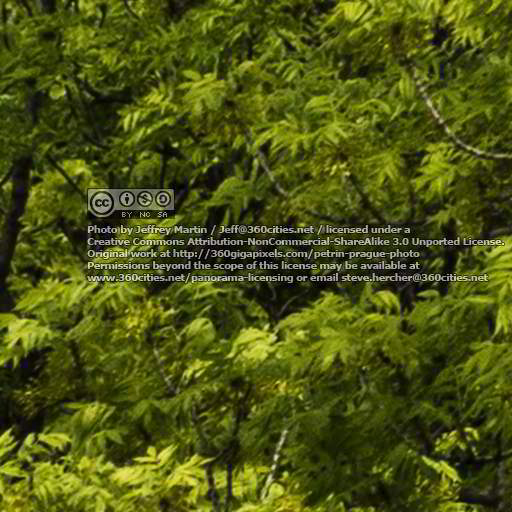 cc
BY NC SA
Photo by Jeffrey Martin / Jeff@360cities.net / licensed under a
Creative Commons Attribution-NonCommercial-ShareAlike 3.0 Unported License.
Original work at http://360gigapixels.com/petrin-prague-photo
Permissions beyond the scope of this license may be available at
www.360cities.net/panorama-licensing or email steve.hercher@360cities.net